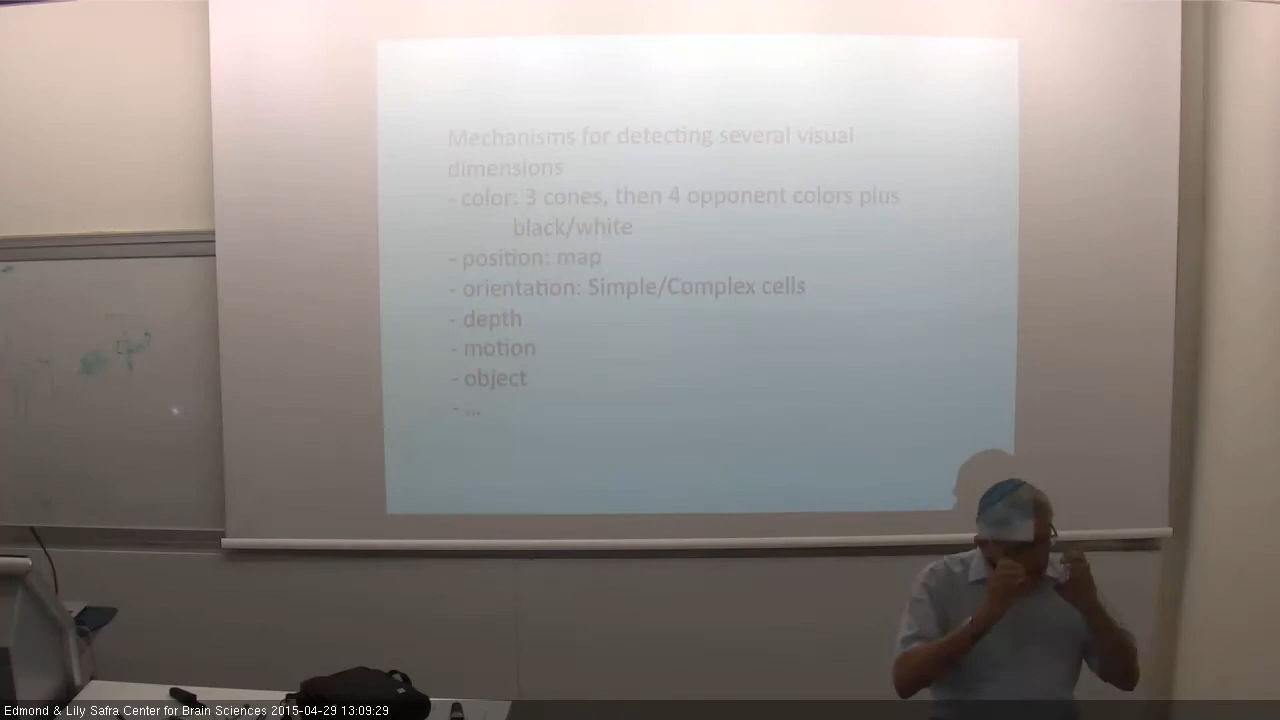 Mechanisms for detecting several visual
dimensions
- color: 3 cones, then 4 opponent colors plus
black/white
- position: map
- orientation: Simple/Complex cells
- depth
- motion
- object
- ...
Edmond & Lily Safra Center for Brain Sciences 2015-04-29 13:09:29